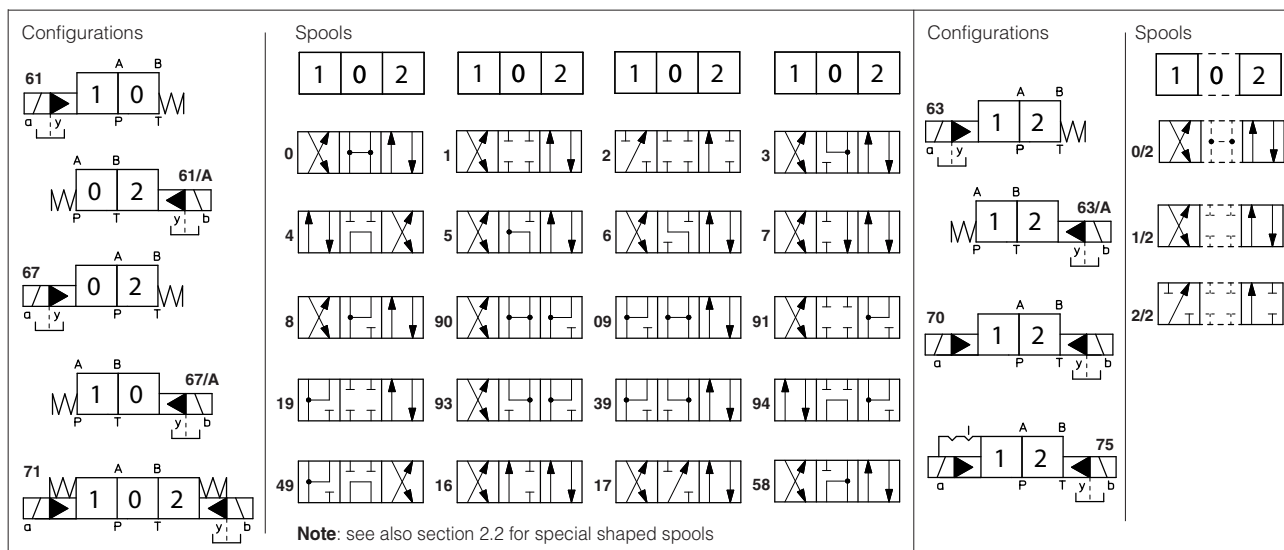 Configurations
Spools
Configurations
Spools
1 0 2
1 0 2
1 0 2
1 0 2
1 0 2
A B
61
1 0
a y P T
A B
63
1 2
a y P T
0
1
2
3
0/2
A B
61/A
0 2
P T y b
A B
63/A
1 2
P T y b
4
5
6
7
1/2
A B
67
0 2
a y P T
8
90
09
91
2/2
A B
70
1 2
a P T y b
A B
67/A
1 0
P T y b
19
93
39
94
A B
75
1 2
a P T y b
A B
71
1 0 2
a P T y b
49
16
17
58
Note: see also section 2.2 for special shaped spools